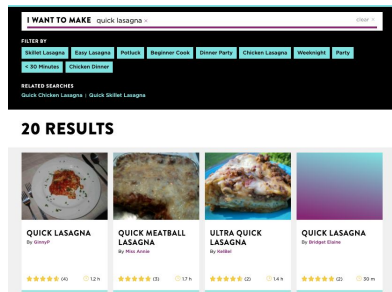 I WANT TO MAKE quick lasagna × clear ×
FILTER BY
Skillet Lasagna Easy Lasagna Potluck Beginner Cook Dinner Party Chicken Lasagna Weeknight Party
< 30 Minutes Chicken Dinner
RELATED SEARCHES
Quick Chicken Lasagna | Quick Skillet Lasagna
20 RESULTS
QUICK LASAGNA
By GinnyP
(4) 1.2 h
QUICK MEATBALL
LASAGNA
By Miss Annie
(3) 1.7 h
ULTRA QUICK
LASAGNA
By KelBel
(2) 1.4 h
QUICK LASAGNA
By Bridget Elaine
(2) 30 m